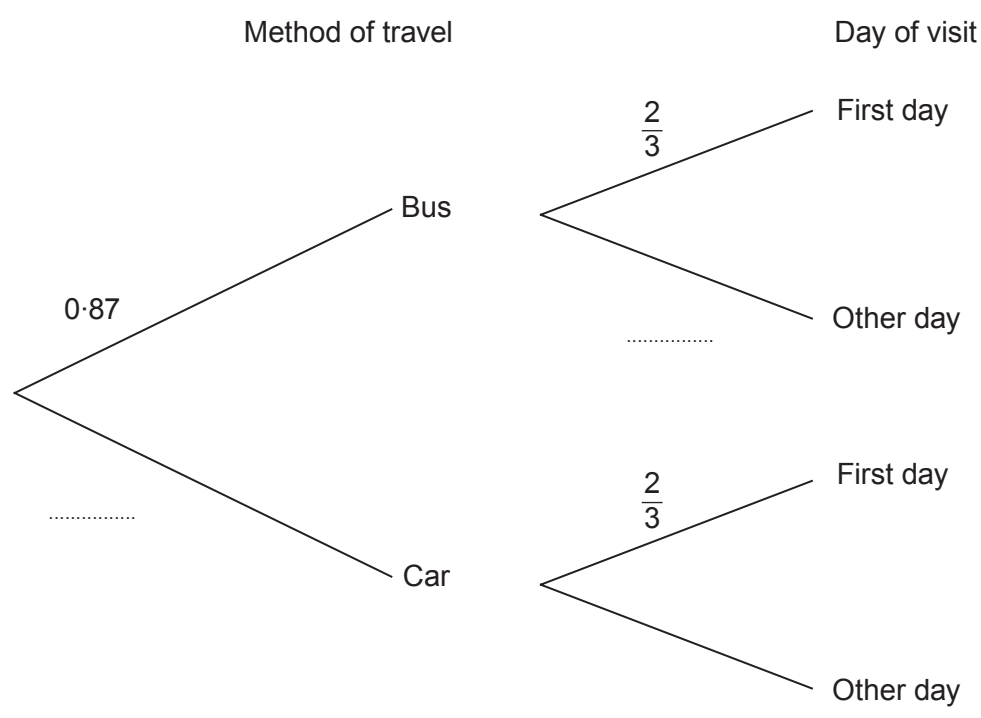 Method of travel
Day of visit
2
3
First day
Bus
0·87
Other day
................
2
3
First day
................
Car
Other day